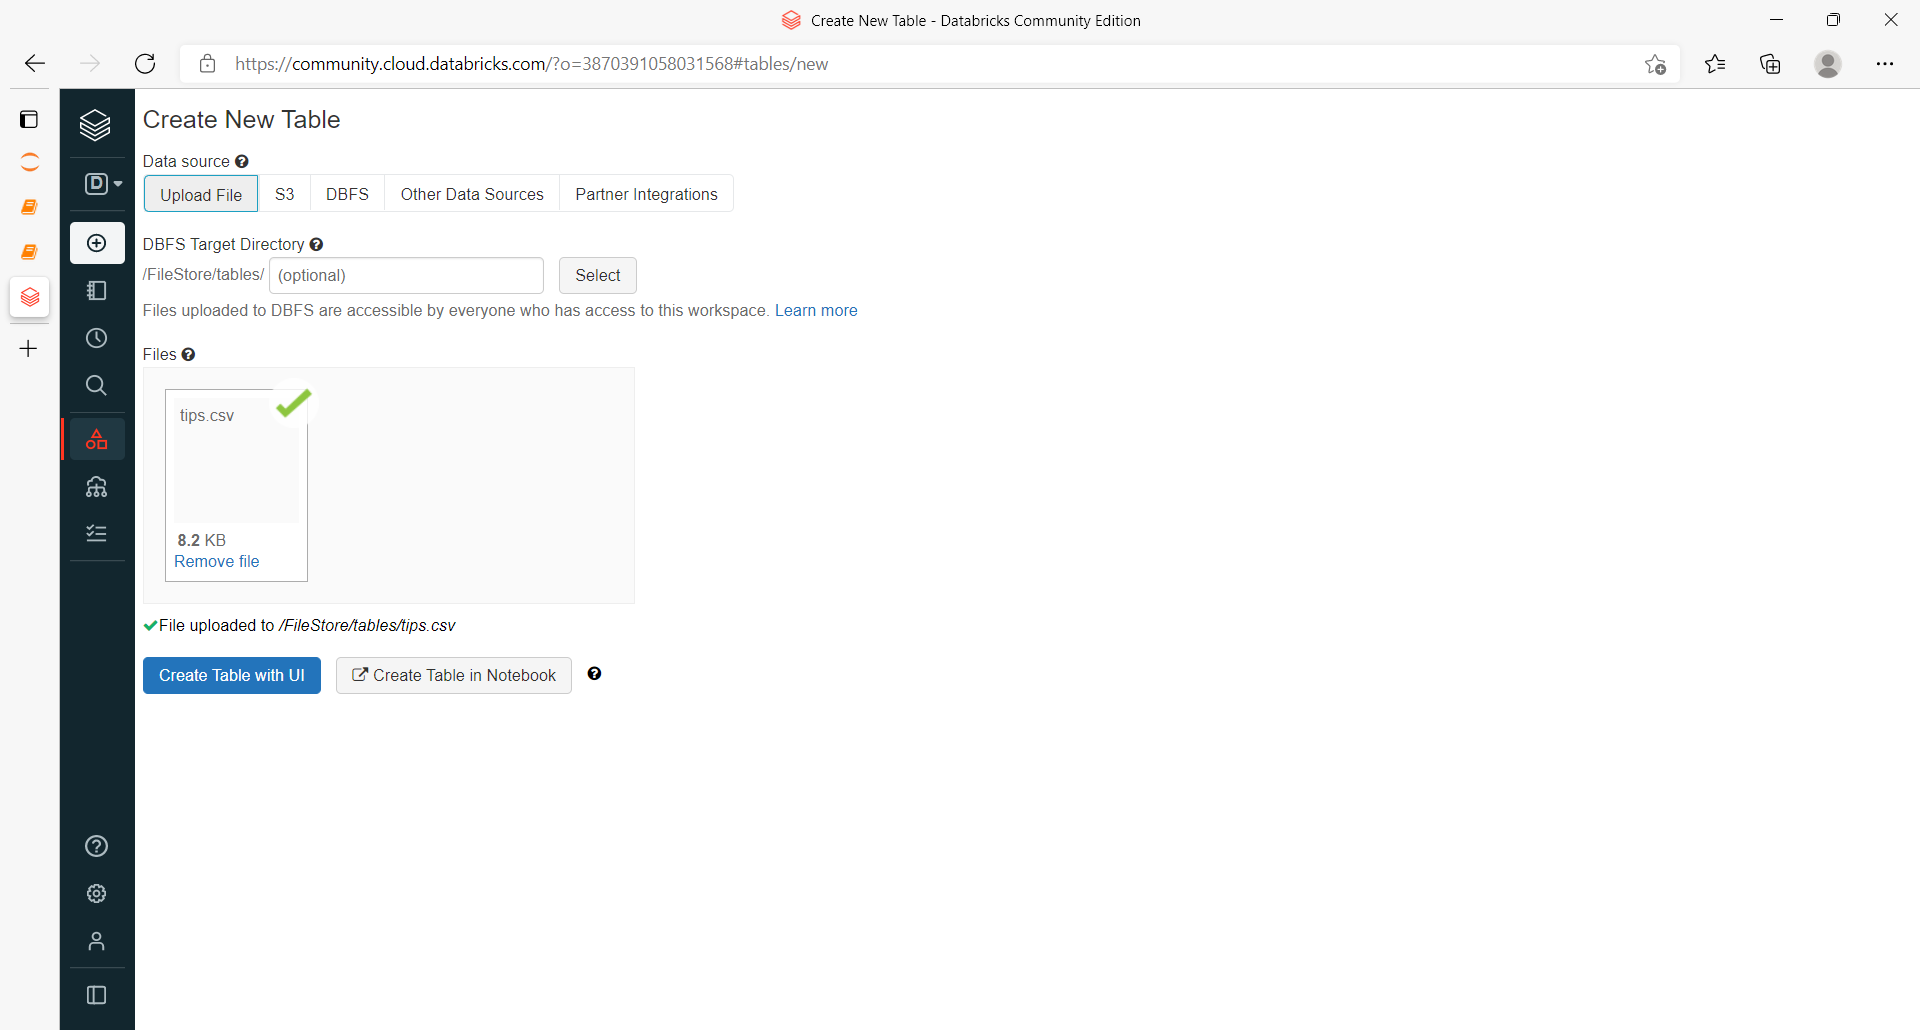 Create New Table - Databricks Community Edition
https://community.cloud.databricks.com/?o=3870391058031568#tables/new
Create New Table
Data source
Upload File S3 DBFS Other Data Sources Partner Integrations
D
DBFS Target Directory
/FileStore/tables/ (optional) Select
Files uploaded to DBFS are accessible by everyone who has access to this workspace. Learn more
Files
tips.csv
8.2 KB
Remove file
File uploaded to /FileStore/tables/tips.csv
Create Table with UI Create Table in Notebook